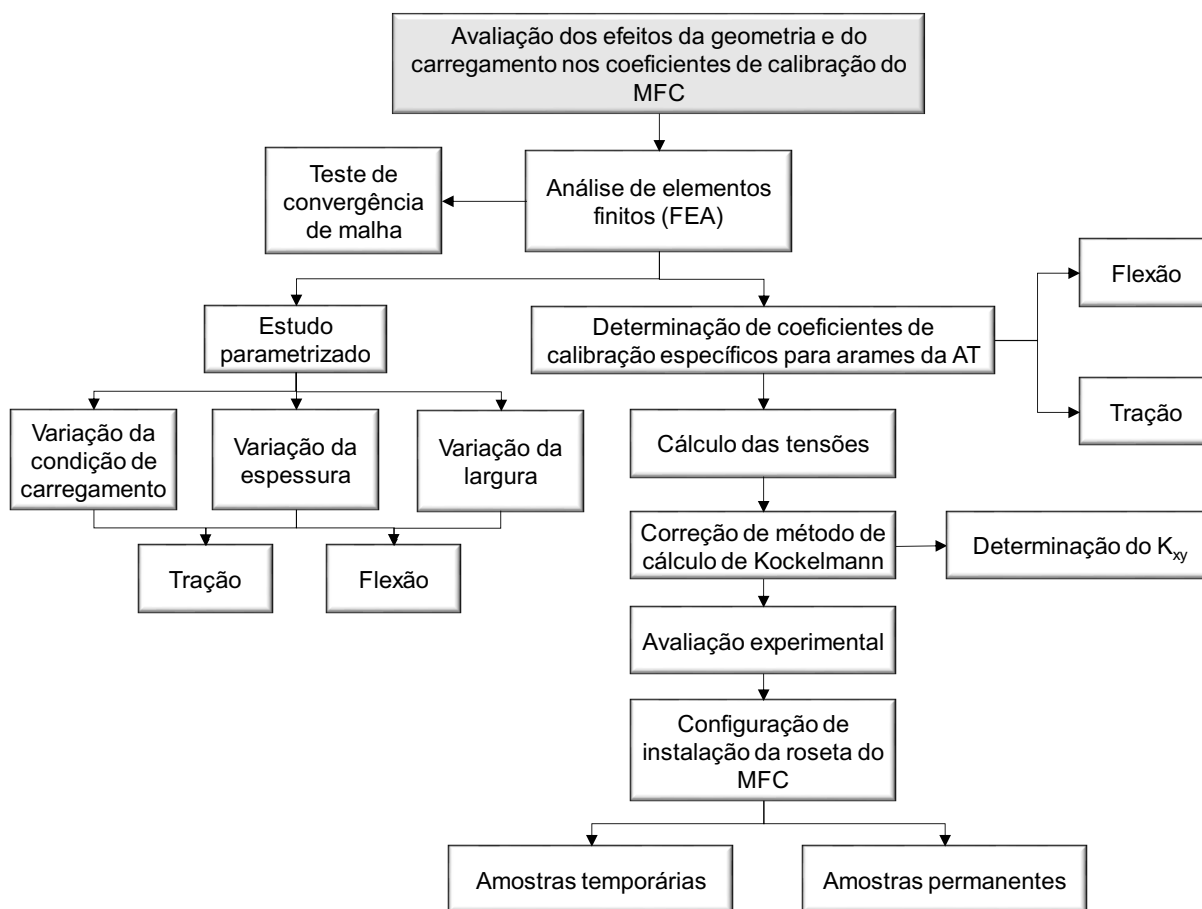 Avaliação dos efeitos da geometria e do
carregamento nos coeficientes de calibração do
MFC
Teste de
convergência
de malha
Análise de elementos
finitos (FEA)
Estudo
parametrizado
Determinação de coeficientes de
calibração específicos para arames da AT
Flexão
Tração
Variação da
condição de
carregamento
Variação da
espessura
Variação da
largura
Tração
Flexão
Cálculo das tensões
Correção de método de
cálculo de Kockelmann
Determinação do Kxy
Avaliação experimental
Configuração de
instalação da roseta do
MFC
Amostras temporárias
Amostras permanentes